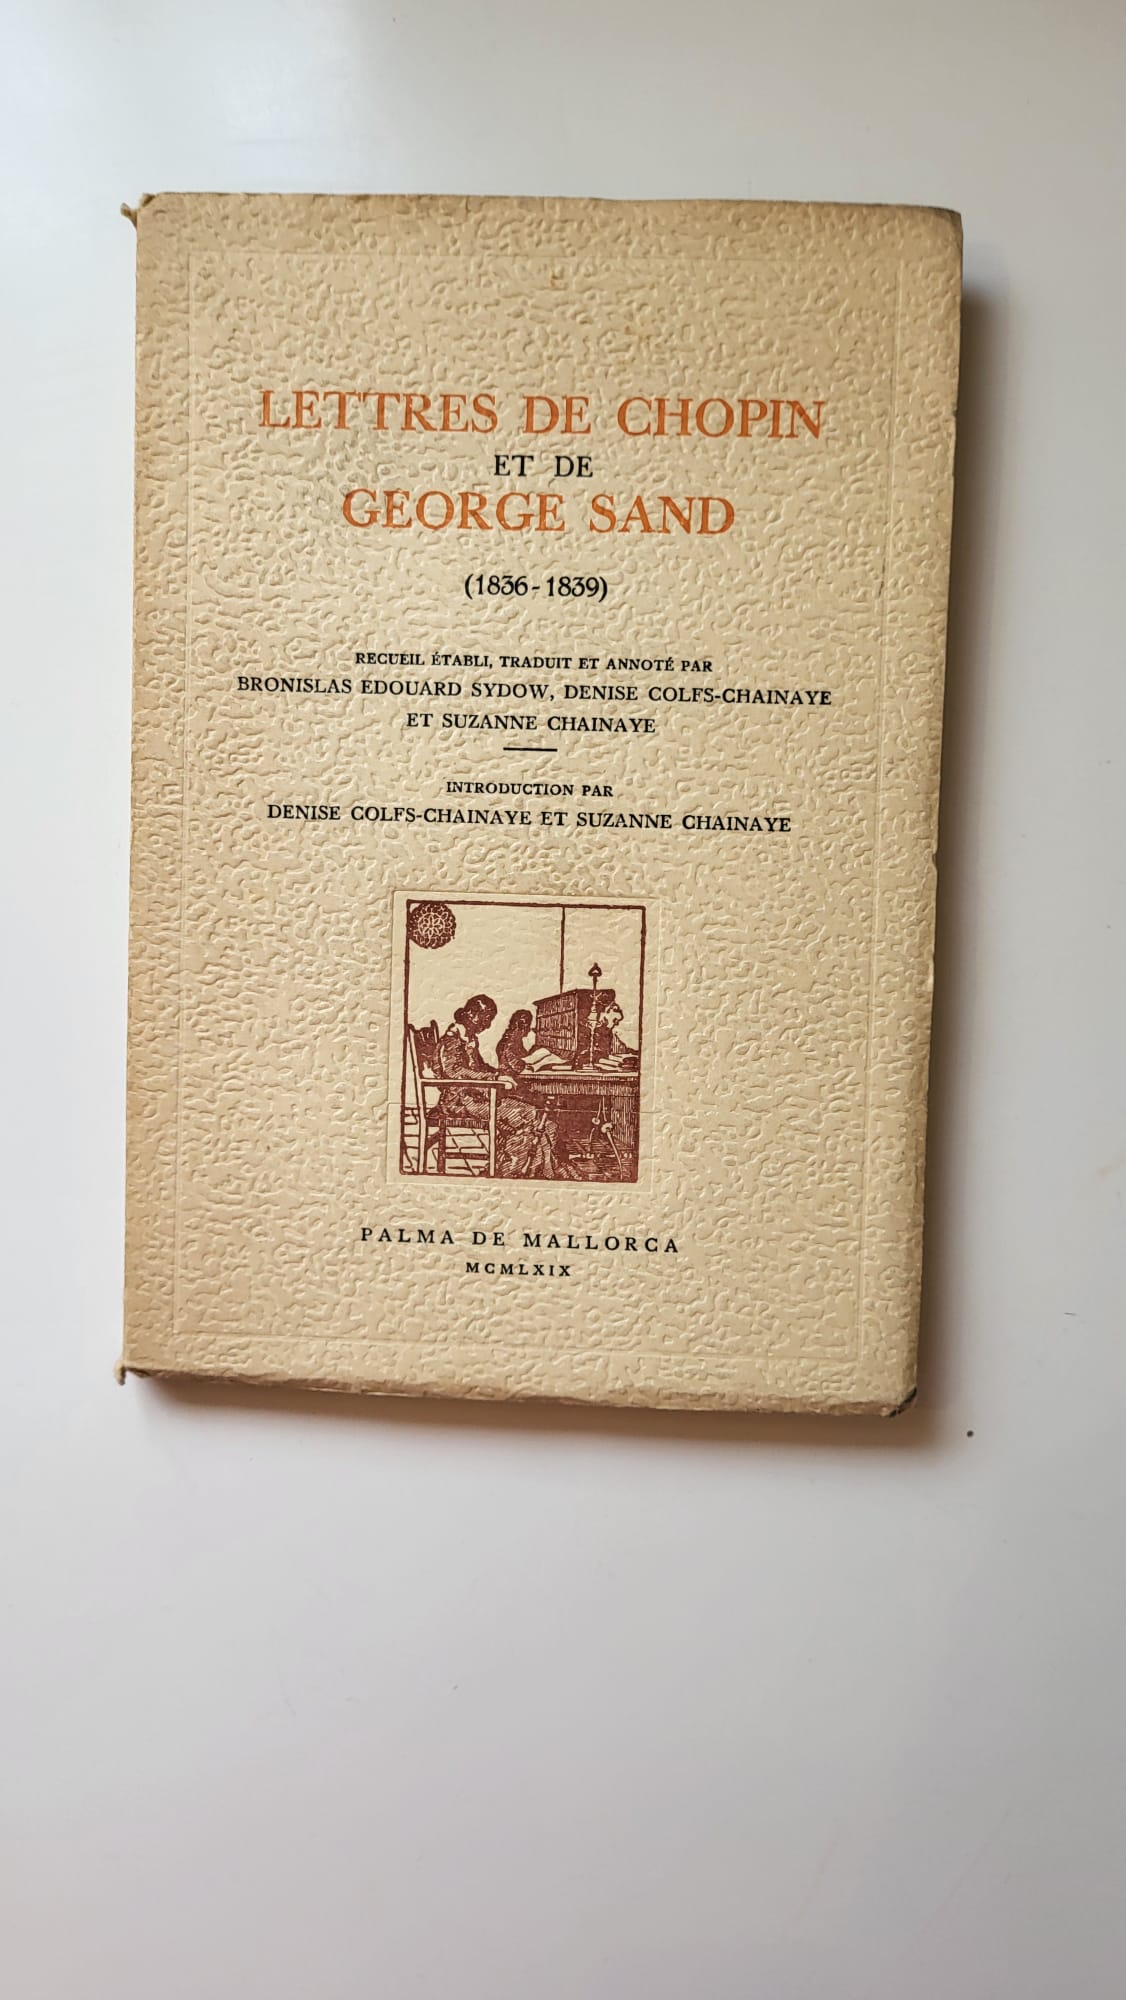 LETTRES DE CHOPIN
ET DE
GEORGE SAND
(1836-1839)
RECUEIL ÉTABLI, TRADUIT ET ANNOTÉ PAR
BRONISLAS EDOUARD SYDOW, DENISE COLFS-CHAINAYE
ET SUZANNE CHAINAYE
INTRODUCTION PAR
DENISE COLFS-CHAINAYE ET SUZANNE CHAINAYE
PALMA DE MALLORCA
MCMLXIX